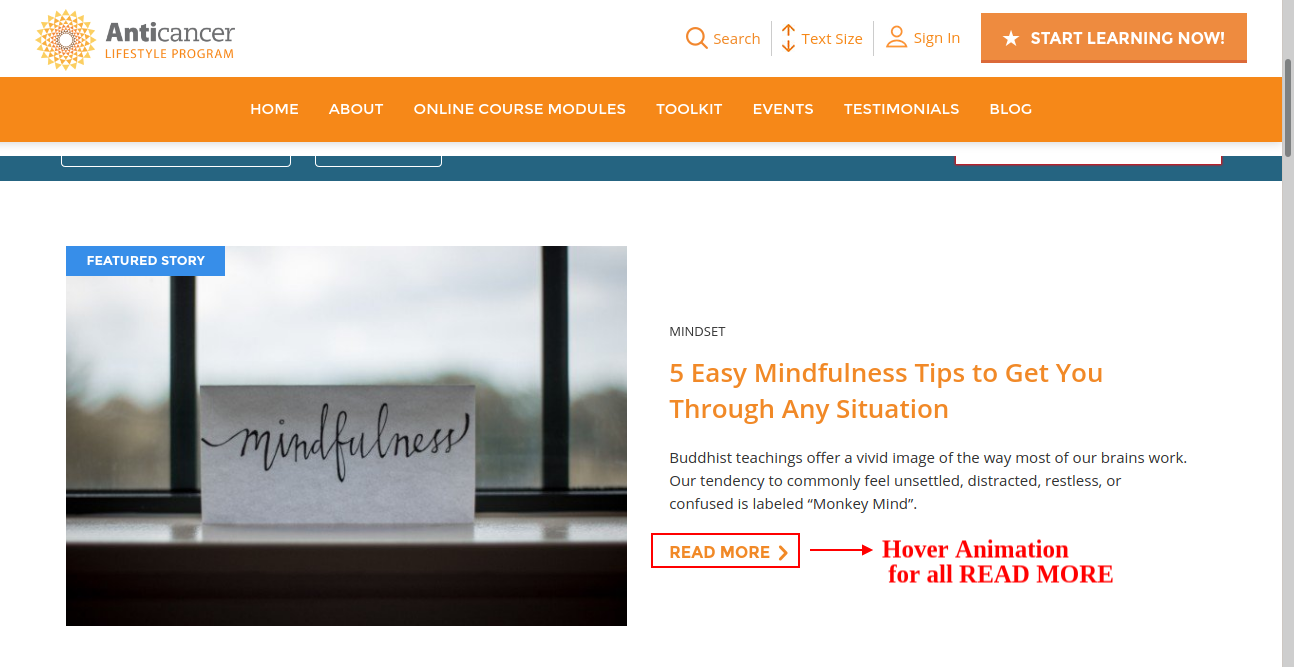 Anticancer
LIFESTYLE PROGRAM
Search
Text Size
Sign In
START LEARNING NOW!
HOME
ABOUT
ONLINE COURSE MODULES
TOOLKIT
EVENTS
TESTIMONIALS
BLOG
FEATURED STORY
mindfulness
MINDSET
5 Easy Mindfulness Tips to Get You
Through Any Situation
Buddhist teachings offer a vivid image of the way most of our brains work.
Our tendency to commonly feel unsettled, distracted, restless, or
confused is labeled “Monkey Mind”.
READ MORE
Hover Animation
for all READ MORE